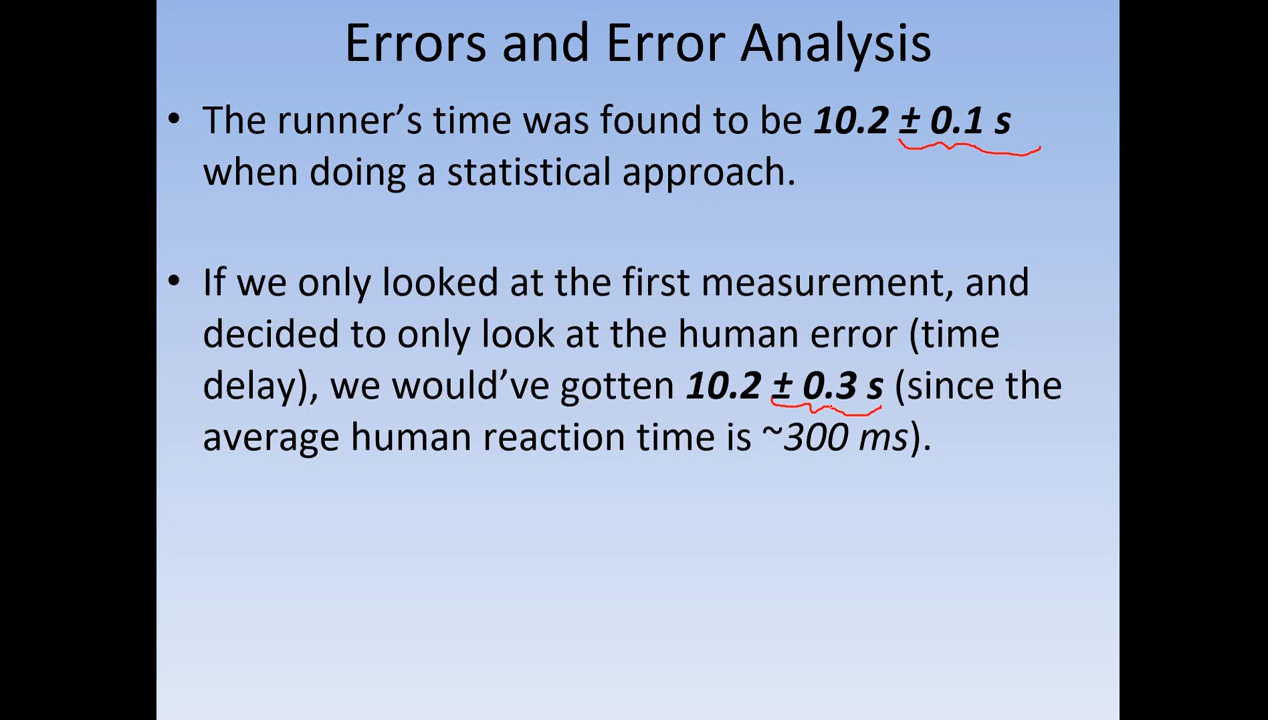 Errors and Error Analysis
• The runner’s time was found to be 10.2 ± 0.1 s
when doing a statistical approach.
• If we only looked at the first measurement, and
decided to only look at the human error (time
delay), we would’ve gotten 10.2 ± 0.3 s (since the
average human reaction time is ~300 ms).